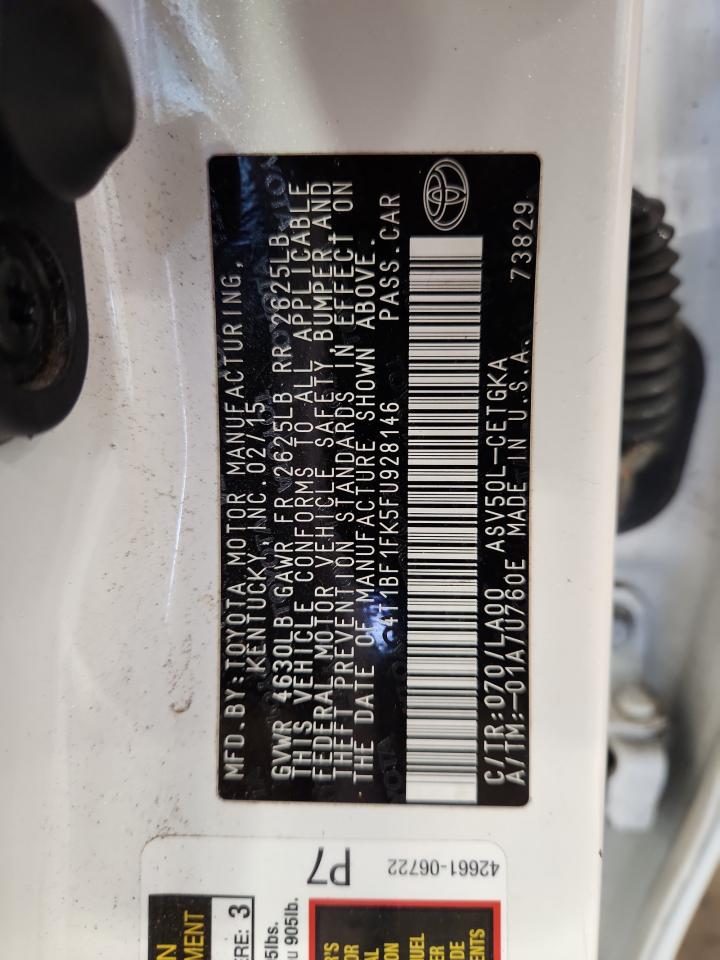 MFD.BY:TOYOTA MOTOR MANUFACTURING,
KENTUCKY, INC. 02/15
GVWR 4630LB GAWR FR 2625LB RR 2625LB
THIS VEHICLE CONFORMS TO ALL APPLICABLE
FEDERAL MOTOR VEHICLE SAFETY, BUMPER, AND
THEFT PREVENTION STANDARDS IN EFFECT ON
THE DATE OF MANUFACTURE SHOWN ABOVE.
4T1BF1FK5FU928146 PASS.CAR
C/TR:070/LA00 ASV50L-CETGKA
A/TM:-01A/U760E MADE IN U.S.A. 73829
P7
42661-06722
MENT
3
905lb.